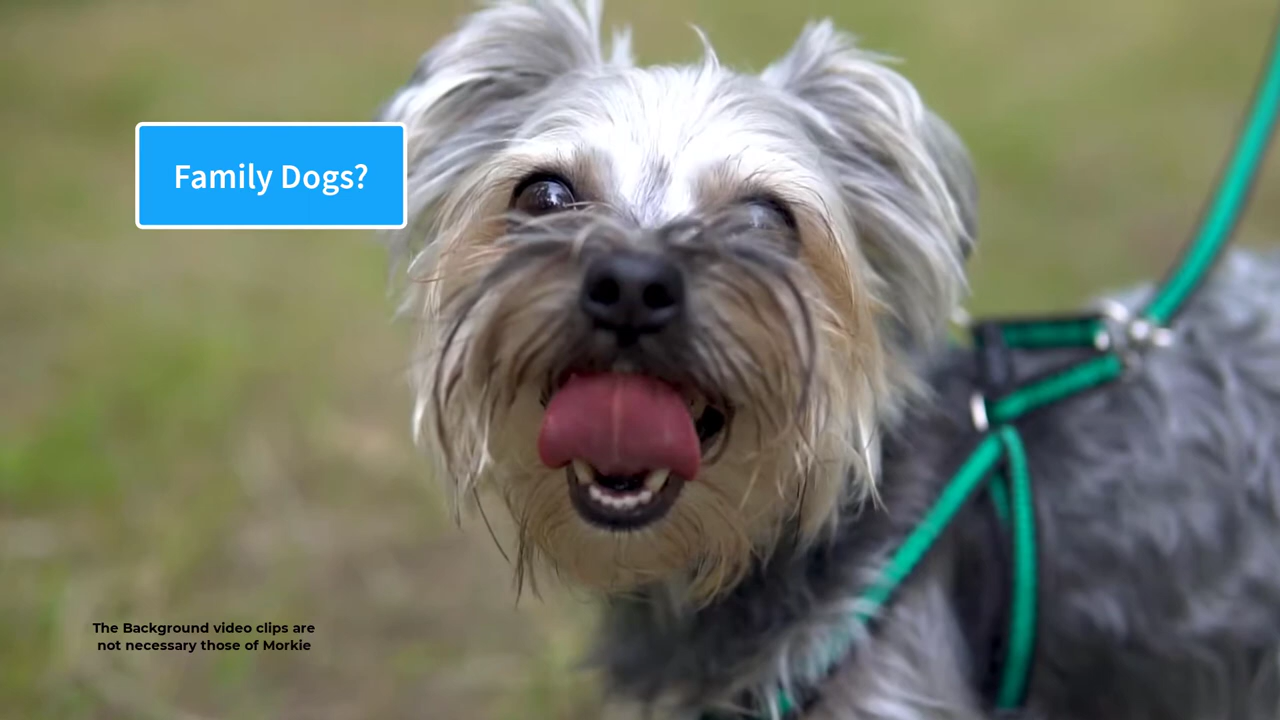 Family Dogs?
The Background video clips are
not necessary those of Morkie